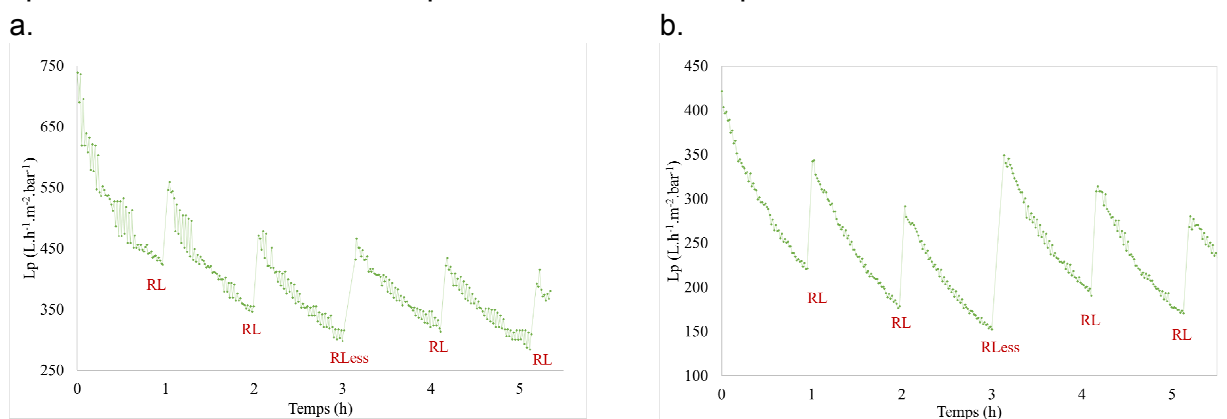 a.
750
650
550
450
350
250
Lp (L.h-1.m-2.bar-1)
RL
RL
RLess
RL
RL
0 1 2 3 4 5
Temps (h)
b.
450
400
350
300
250
200
150
100
Lp (L.h-1.m-2.bar-1)
RL
RL
RLess
RL
RL
0 1 2 3 4 5
Temps (h)